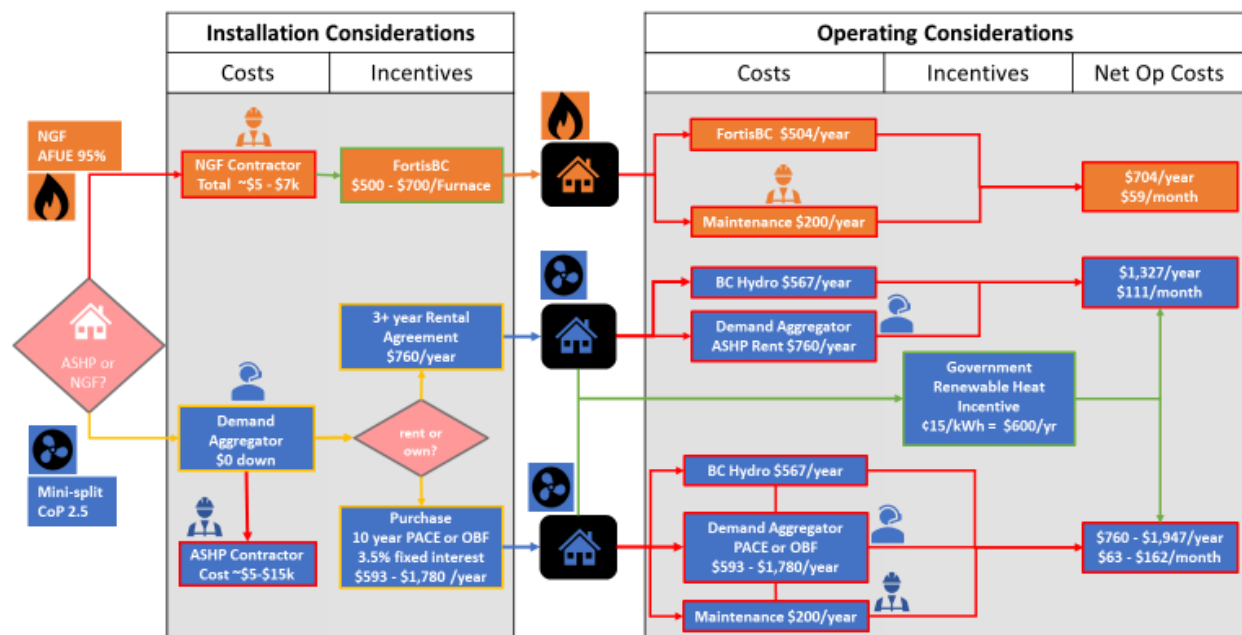 Installation Considerations
Costs
Incentives
Operating Considerations
Costs
Incentives
Net Op Costs
NGF
AFUE 95%
NGF Contractor
Total ~$5 - $7k
FortisBC
$500 - $700/Furnace
FortisBC $504/year
Maintenance $200/year
$704/year
$59/month
ASHP or
NGF?
3+ year Rental
Agreement
$760/year
BC Hydro $567/year
Demand Aggregator
ASHP Rent $760/year
$1,327/year
$111/month
Government
Renewable Heat
Incentive
¢15/kWh = $600/yr
Demand
Aggregator
$0 down
rent or
own?
Mini-split
CoP 2.5
ASHP Contractor
Cost ~$5-$15k
Purchase
10 year PACE or OBF
3.5% fixed interest
$593 - $1,780 /year
BC Hydro $567/year
Demand Aggregator
PACE or OBF
$593 - $1,780/year
Maintenance $200/year
$760 - $1,947/year
$63 - $162/month